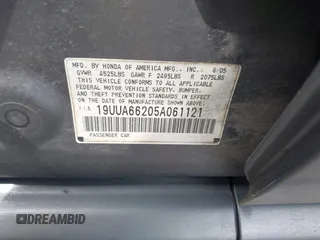 MFD. BY HONDA OF AMERICA MFG., INC. 6/05
GVWR 4525LBS GAWR F 2495LBS R 2075LBS
THIS VEHICLE CONFORMS TO ALL APPLICABLE
FEDERAL MOTOR VEHICLE SAFETY, BUMPER,
AND THEFT PREVENTION STANDARDS IN EFFECT
ON THE DATE OF MANUFACTURE SHOWN ABOVE.
19UUA66205A061121
PASSENGER CAR
DREAMBID